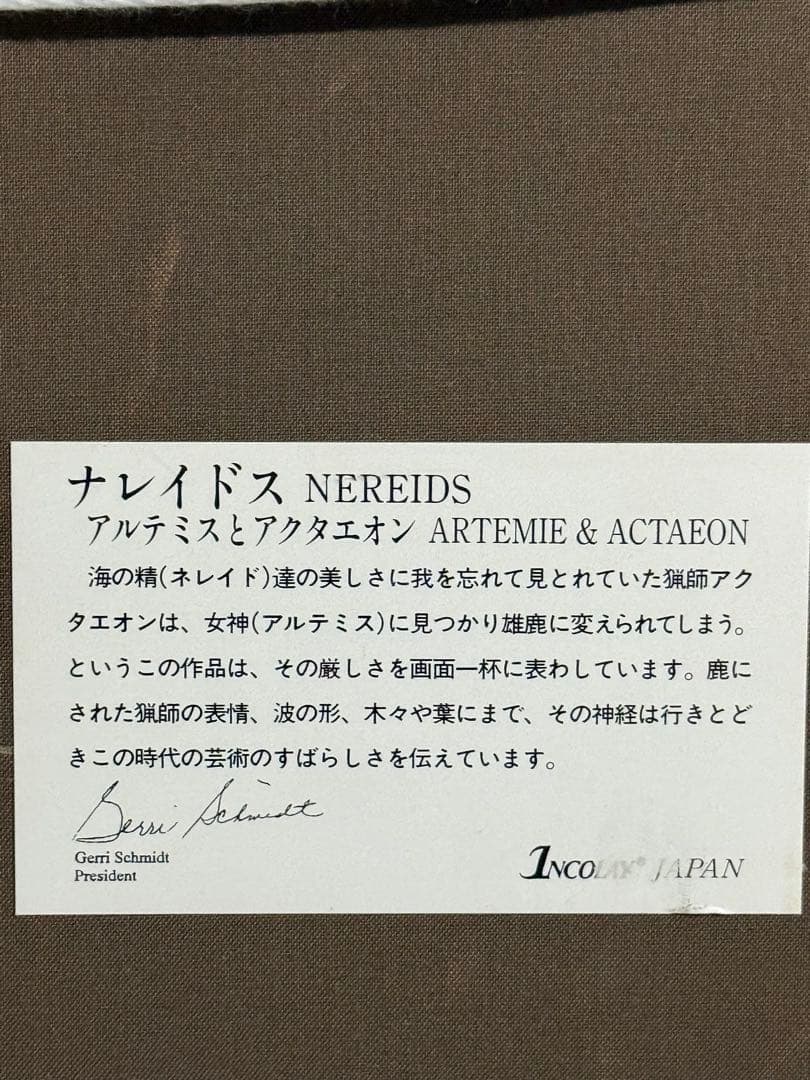 ナレイドス NEREIDS
アルテミスとアクタエオン ARTEMIE & ACTAEON
海の精(ネレイド)達の美しさに我を忘れて見とれていた猟師アク
タエオンは、女神(アルテミス)に見つかり雄鹿に変えられてしまう。
というこの作品は、その厳しさを画面一杯に表わしています。鹿に
された猟師の表情、波の形、木々や葉にまで、その神経は行きとど
きこの時代の芸術のすばらしさを伝えています。
Gerri Schmidt
Gerri Schmidt
President
INCOLAY® JAPAN